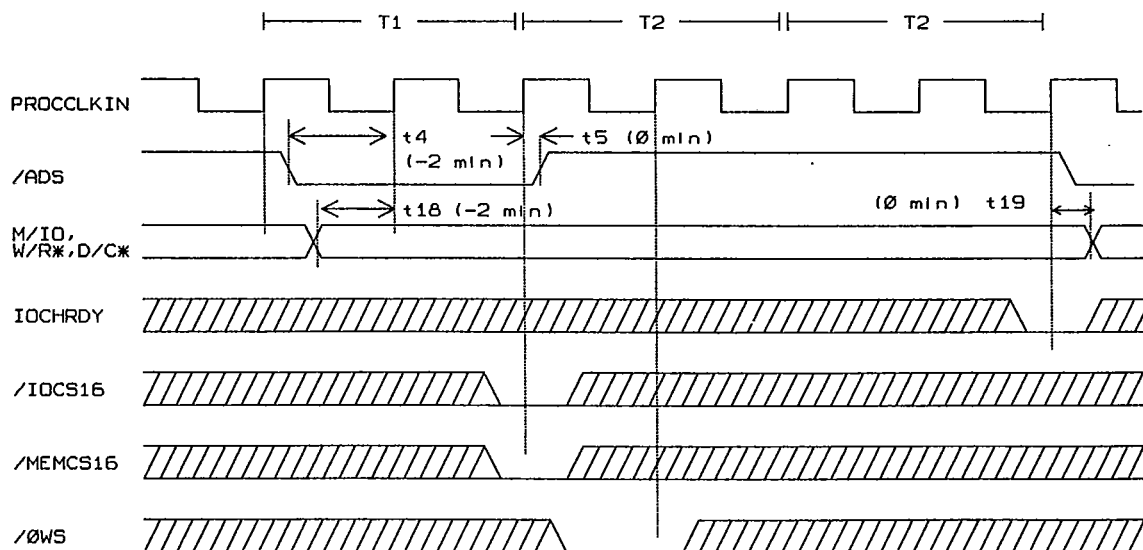 T1 T2 T2
PROCCLKIN
t4 t5 (Ø min)
(-2 min)
/ADS
t18 (-2 min) (Ø min) t19
M/IO,
W/R*,D/C*
IOCHRDY
/IOCS16
/MEMCS16
/ØWS